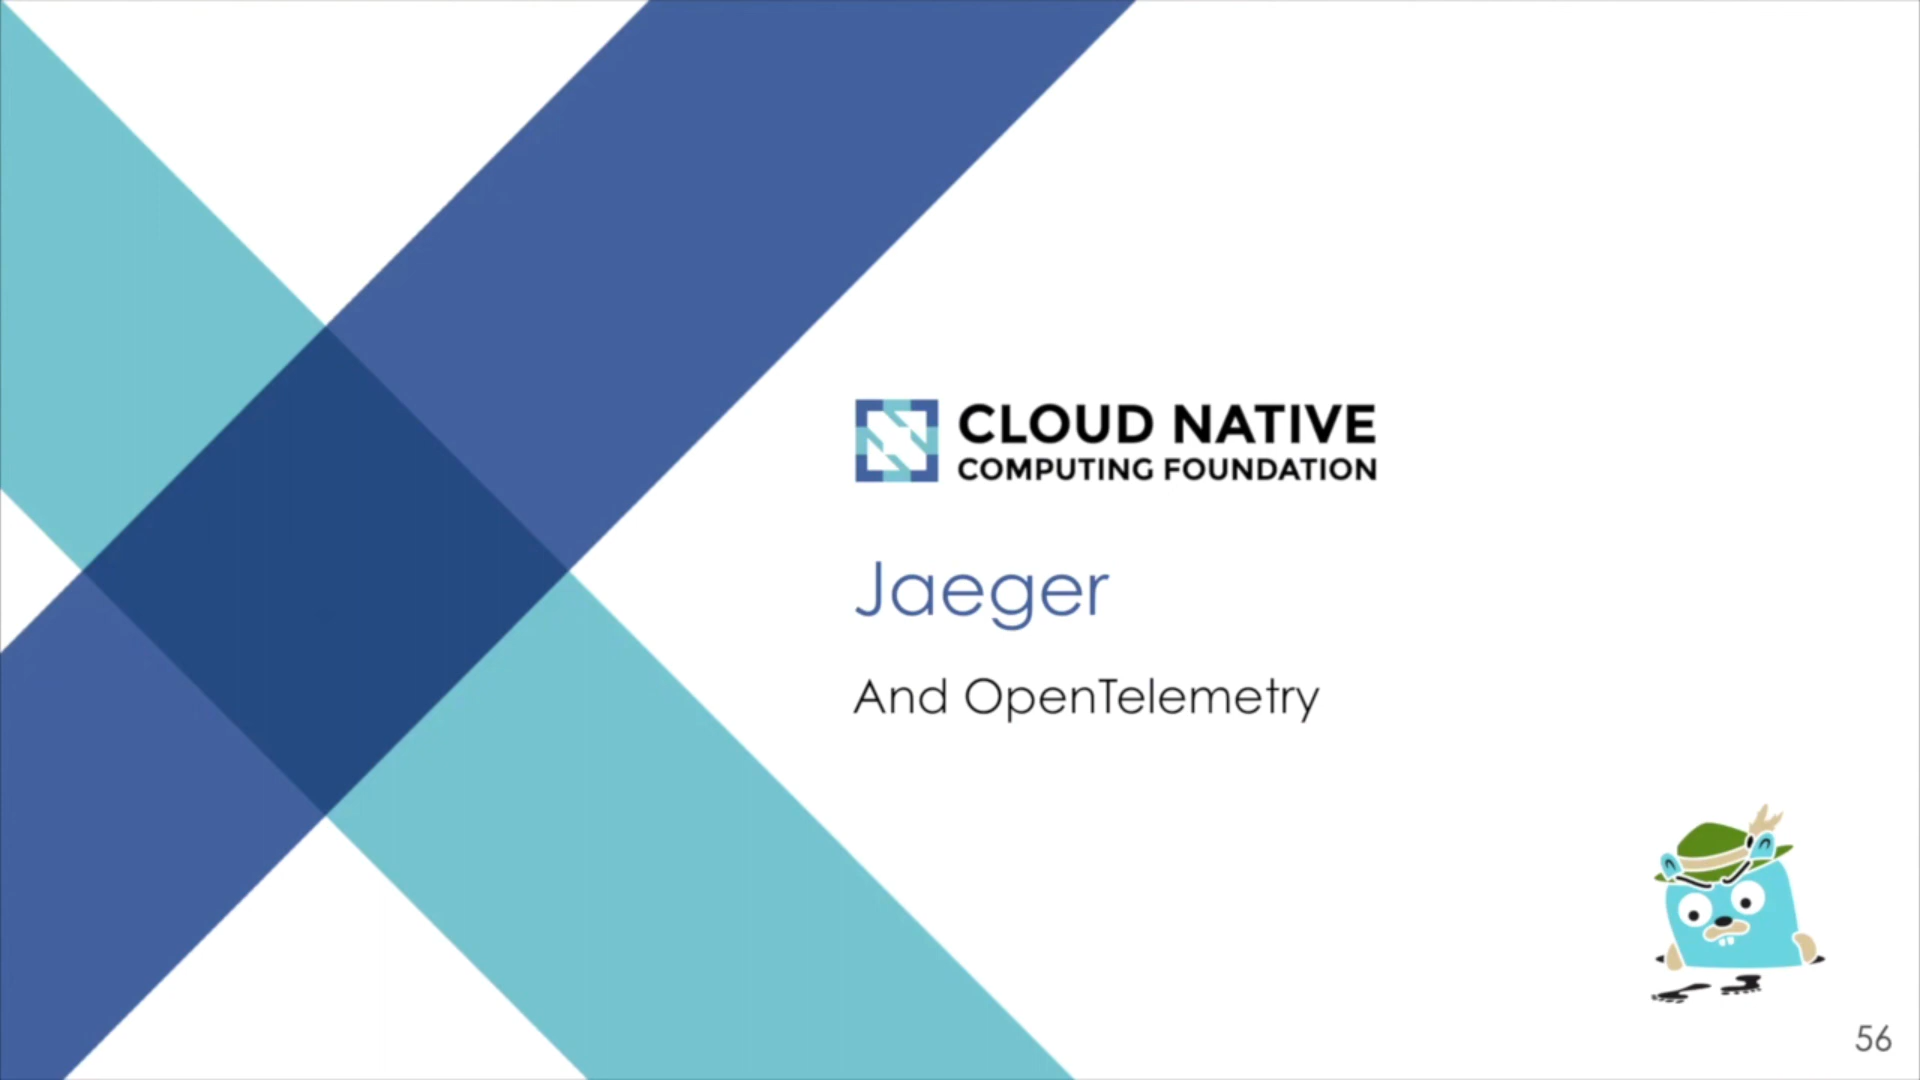 CLOUD NATIVE
COMPUTING FOUNDATION
Jaeger
And OpenTelemetry
56